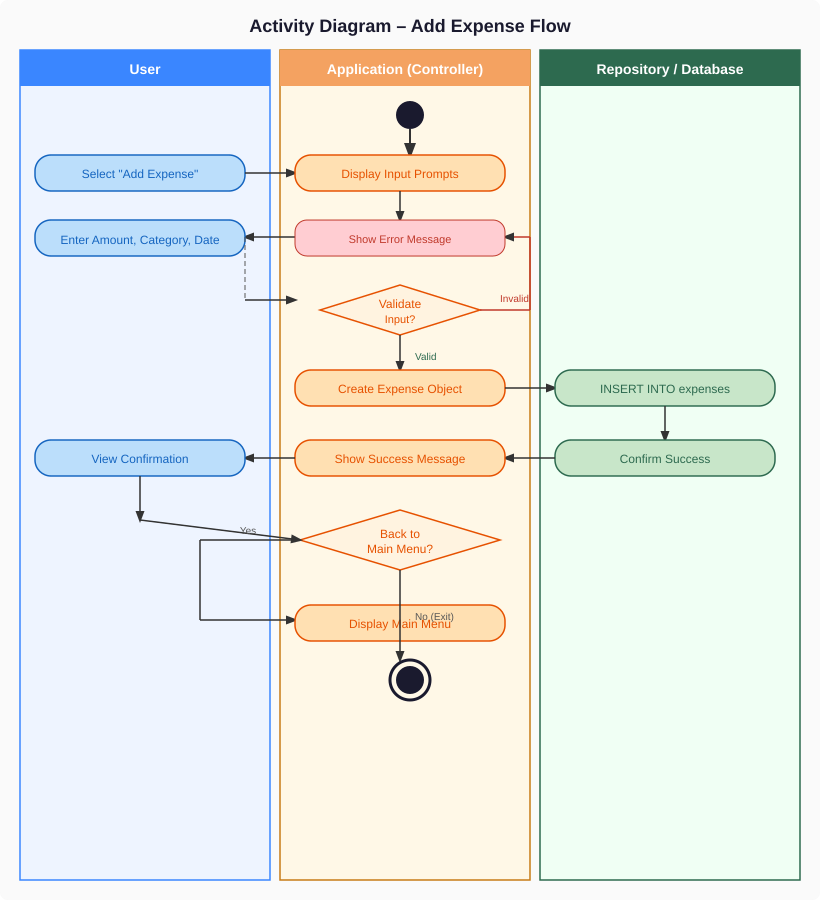 Activity Diagram – Add Expense Flow
User
Application (Controller)
Repository / Database
Select "Add Expense"
Display Input Prompts
Enter Amount, Category, Date
Show Error Message
Validate
Input?
Invalid
Valid
Create Expense Object
INSERT INTO expenses
View Confirmation
Show Success Message
Confirm Success
Yes
Back to
Main Menu?
No (Exit)
Display Main Menu